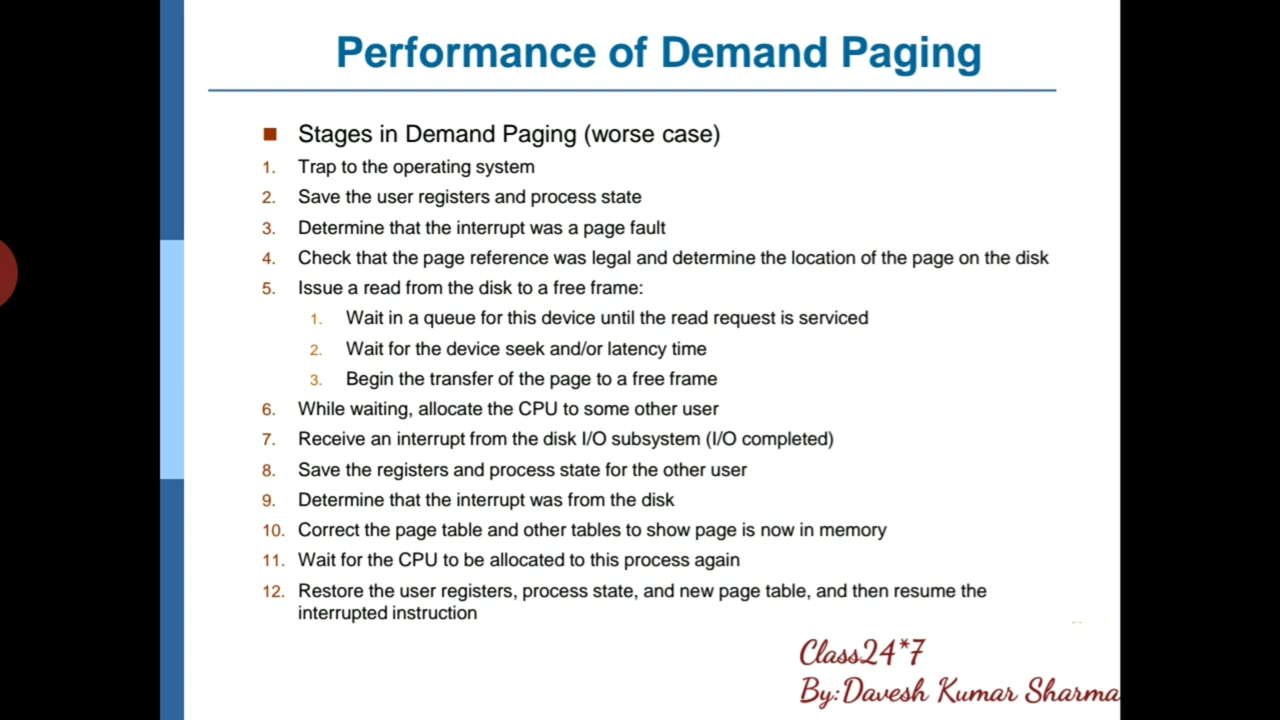 Performance of Demand Paging
Stages in Demand Paging (worse case)
1. Trap to the operating system
2. Save the user registers and process state
3. Determine that the interrupt was a page fault
4. Check that the page reference was legal and determine the location of the page on the disk
5. Issue a read from the disk to a free frame:
1. Wait in a queue for this device until the read request is serviced
2. Wait for the device seek and/or latency time
3. Begin the transfer of the page to a free frame
6. While waiting, allocate the CPU to some other user
7. Receive an interrupt from the disk I/O subsystem (I/O completed)
8. Save the registers and process state for the other user
9. Determine that the interrupt was from the disk
10. Correct the page table and other tables to show page is now in memory
11. Wait for the CPU to be allocated to this process again
12. Restore the user registers, process state, and new page table, and then resume the
interrupted instruction
Class24*7
By:Davesh Kumar Sharma